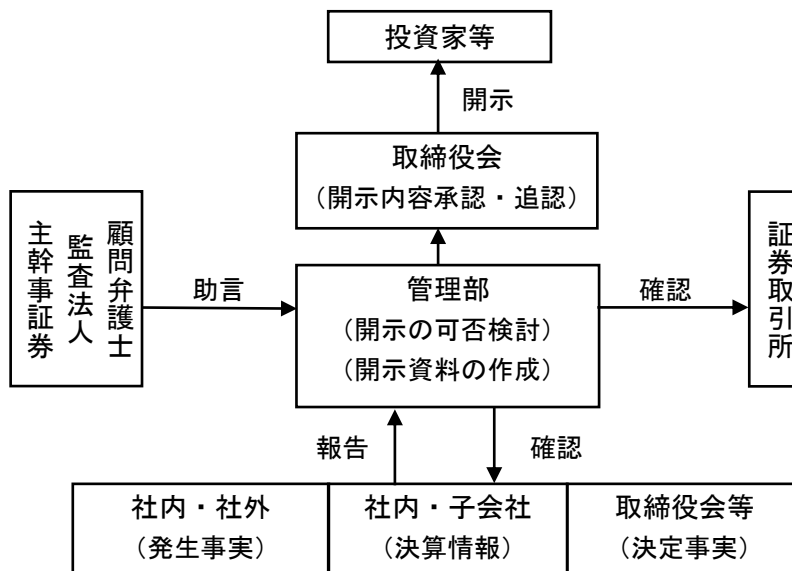 投資家等
開示
取締役会
（開示内容承認・追認）
顧問弁護士
監査法人
主幹事証券
助言
管理部
（開示の可否検討）
（開示資料の作成）
確認
証券取引所
報告
確認
社内・社外
（発生事実）
社内・子会社
（決算情報）
取締役会等
（決定事実）